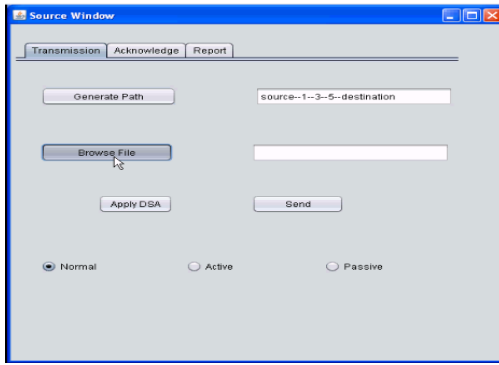 Source Window
Transmission Acknowledge Report
Generate Path source--1--3--5--destination
Browse File
Apply DSA Send
Normal Active Passive